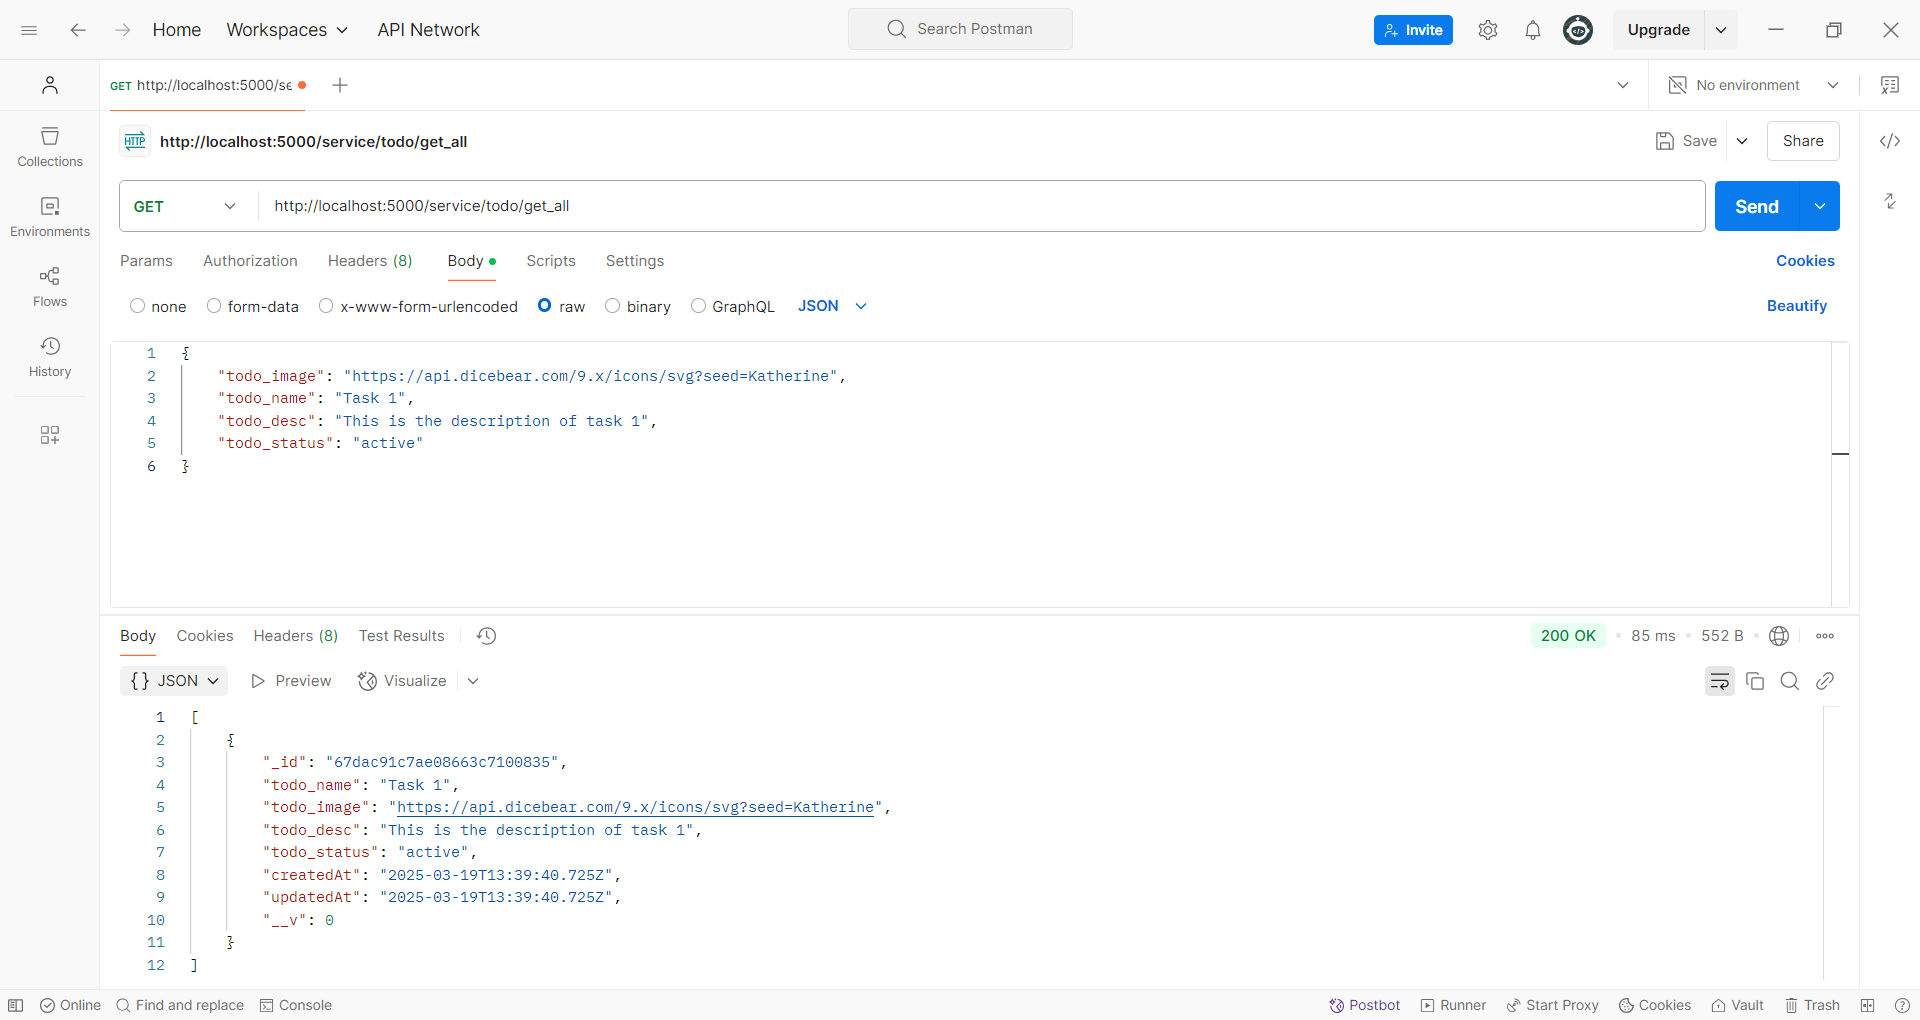 Home Workspaces API Network Search Postman Invite Upgrade
GET http://localhost:5000/se No environment
HTTP http://localhost:5000/service/todo/get_all Save Share
Collections
Environments
Flows
History
GET http://localhost:5000/service/todo/get_all Send
Params Authorization Headers (8) Body Scripts Settings Cookies
none form-data x-www-form-urlencoded raw binary GraphQL JSON Beautify
1 {
2 "todo_image": "https://api.dicebear.com/9.x/icons/svg?seed=Katherine",
3 "todo_name": "Task 1",
4 "todo_desc": "This is the description of task 1",
5 "todo_status": "active"
6 }
Body Cookies Headers (8) Test Results 200 OK 85 ms 552 B
{} JSON Preview Visualize
1 [
2 {
3 "_id": "67dac91c7ae08663c7100835",
4 "todo_name": "Task 1",
5 "todo_image": "https://api.dicebear.com/9.x/icons/svg?seed=Katherine",
6 "todo_desc": "This is the description of task 1",
7 "todo_status": "active",
8 "createdAt": "2025-03-19T13:39:40.725Z",
9 "updatedAt": "2025-03-19T13:39:40.725Z",
10 "__v": 0
11 }
12 ]
Online Find and replace Console Postbot Runner Start Proxy Cookies Vault Trash